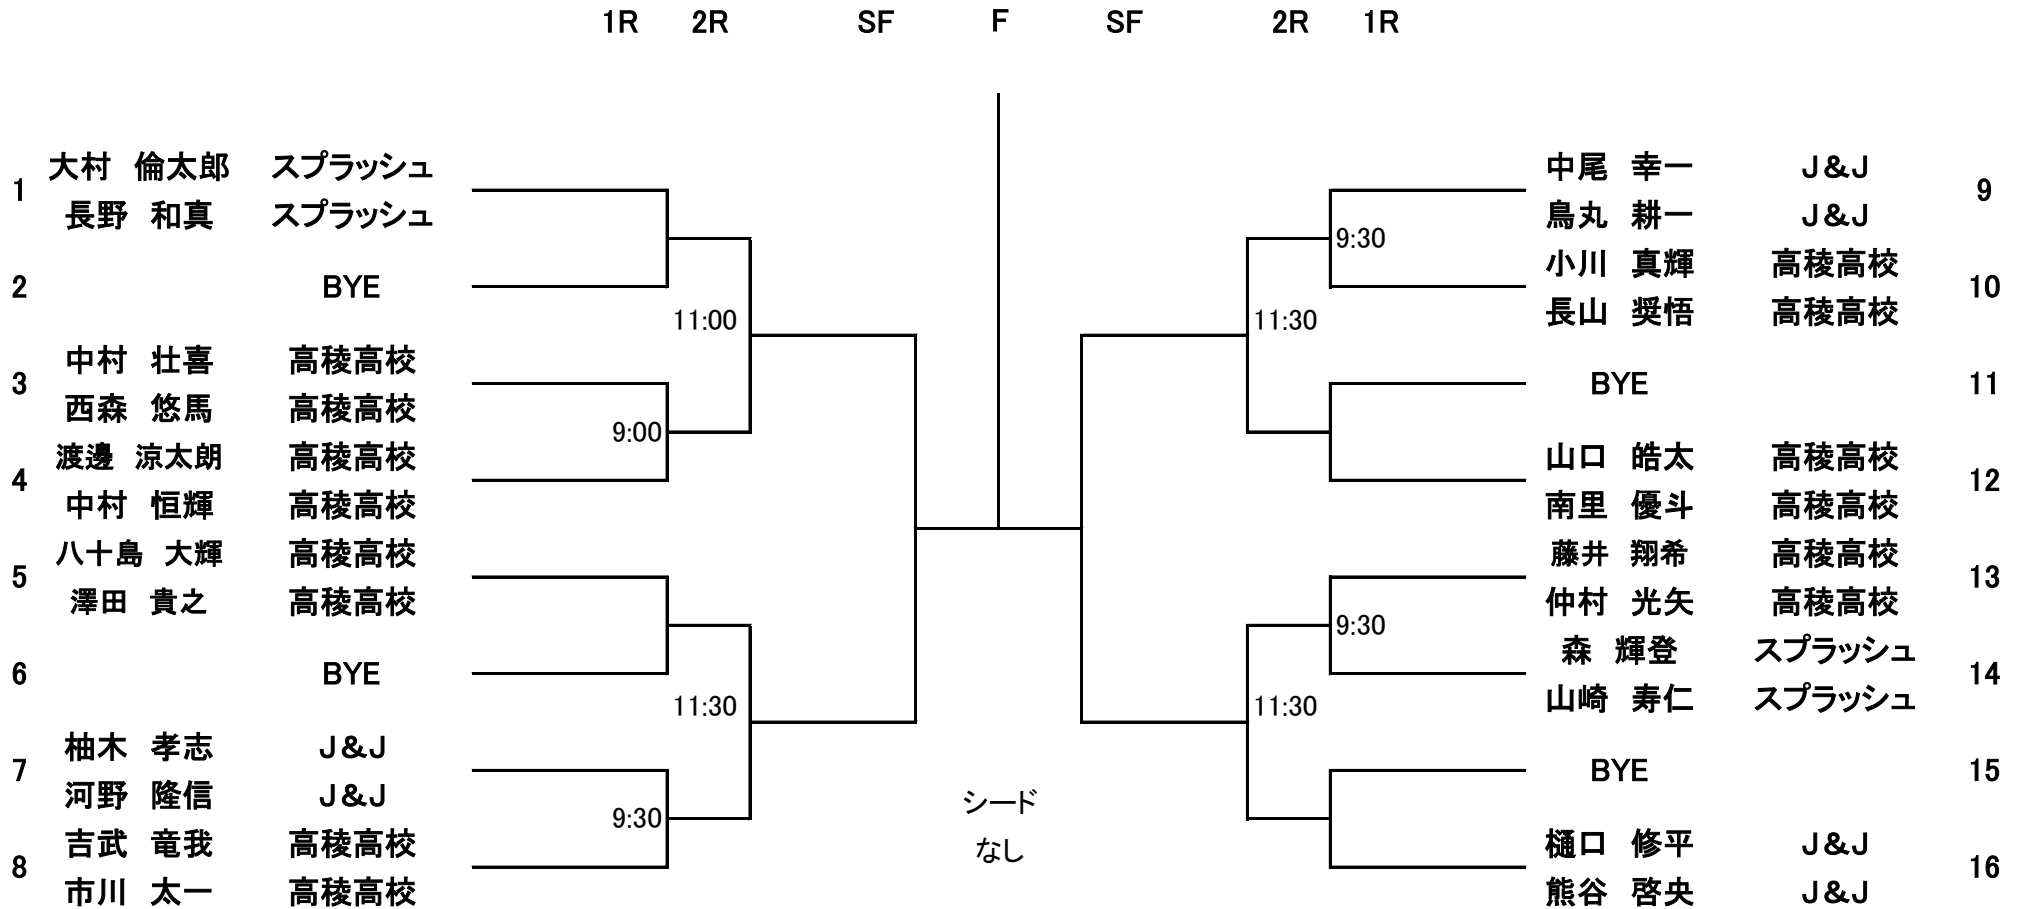 1R 2R SF F SF 2R 1R
1 大村 倫太郎 スプラッシュ
長野 和真 スプラッシュ
2 BYE
11:00
3 中村 壮喜 高稜高校
西森 悠馬 高稜高校
9:00
4 渡邊 涼太朗 高稜高校
中村 恒輝 高稜高校
5 八十島 大輝 高稜高校
澤田 貴之 高稜高校
6 BYE
11:30
7 柚木 孝志 J&J
河野 隆信 J&J
9:30
8 吉武 竜我 高稜高校
市川 太一 高稜高校
シード
なし
中尾 幸一 J&J 9
鳥丸 耕一 J&J
9:30
小川 真輝 高稜高校 10
長山 奨悟 高稜高校
11:30
BYE 11
山口 皓太 高稜高校 12
南里 優斗 高稜高校
藤井 翔希 高稜高校 13
仲村 光矢 高稜高校
9:30
森 輝登 スプラッシュ 14
山崎 寿仁 スプラッシュ
11:30
BYE 15
樋口 修平 J&J 16
熊谷 啓央 J&J